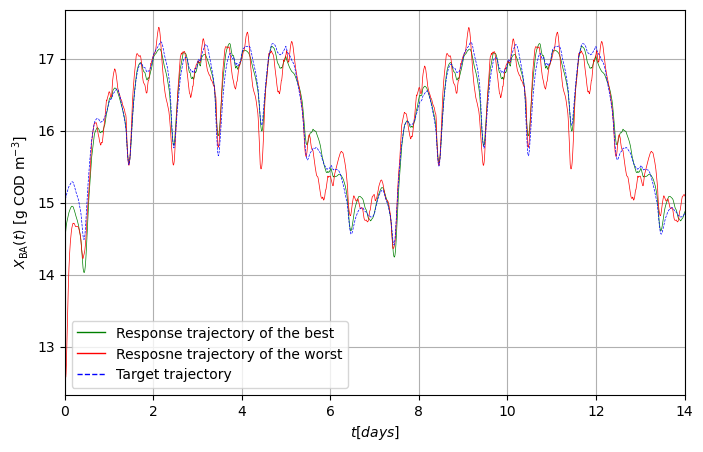 17
16
15
14
13
X_BA(t) [g COD m⁻³]
Response trajectory of the best
Resposne trajectory of the worst
Target trajectory
0 2 4 6 8 10 12 14
t[days]